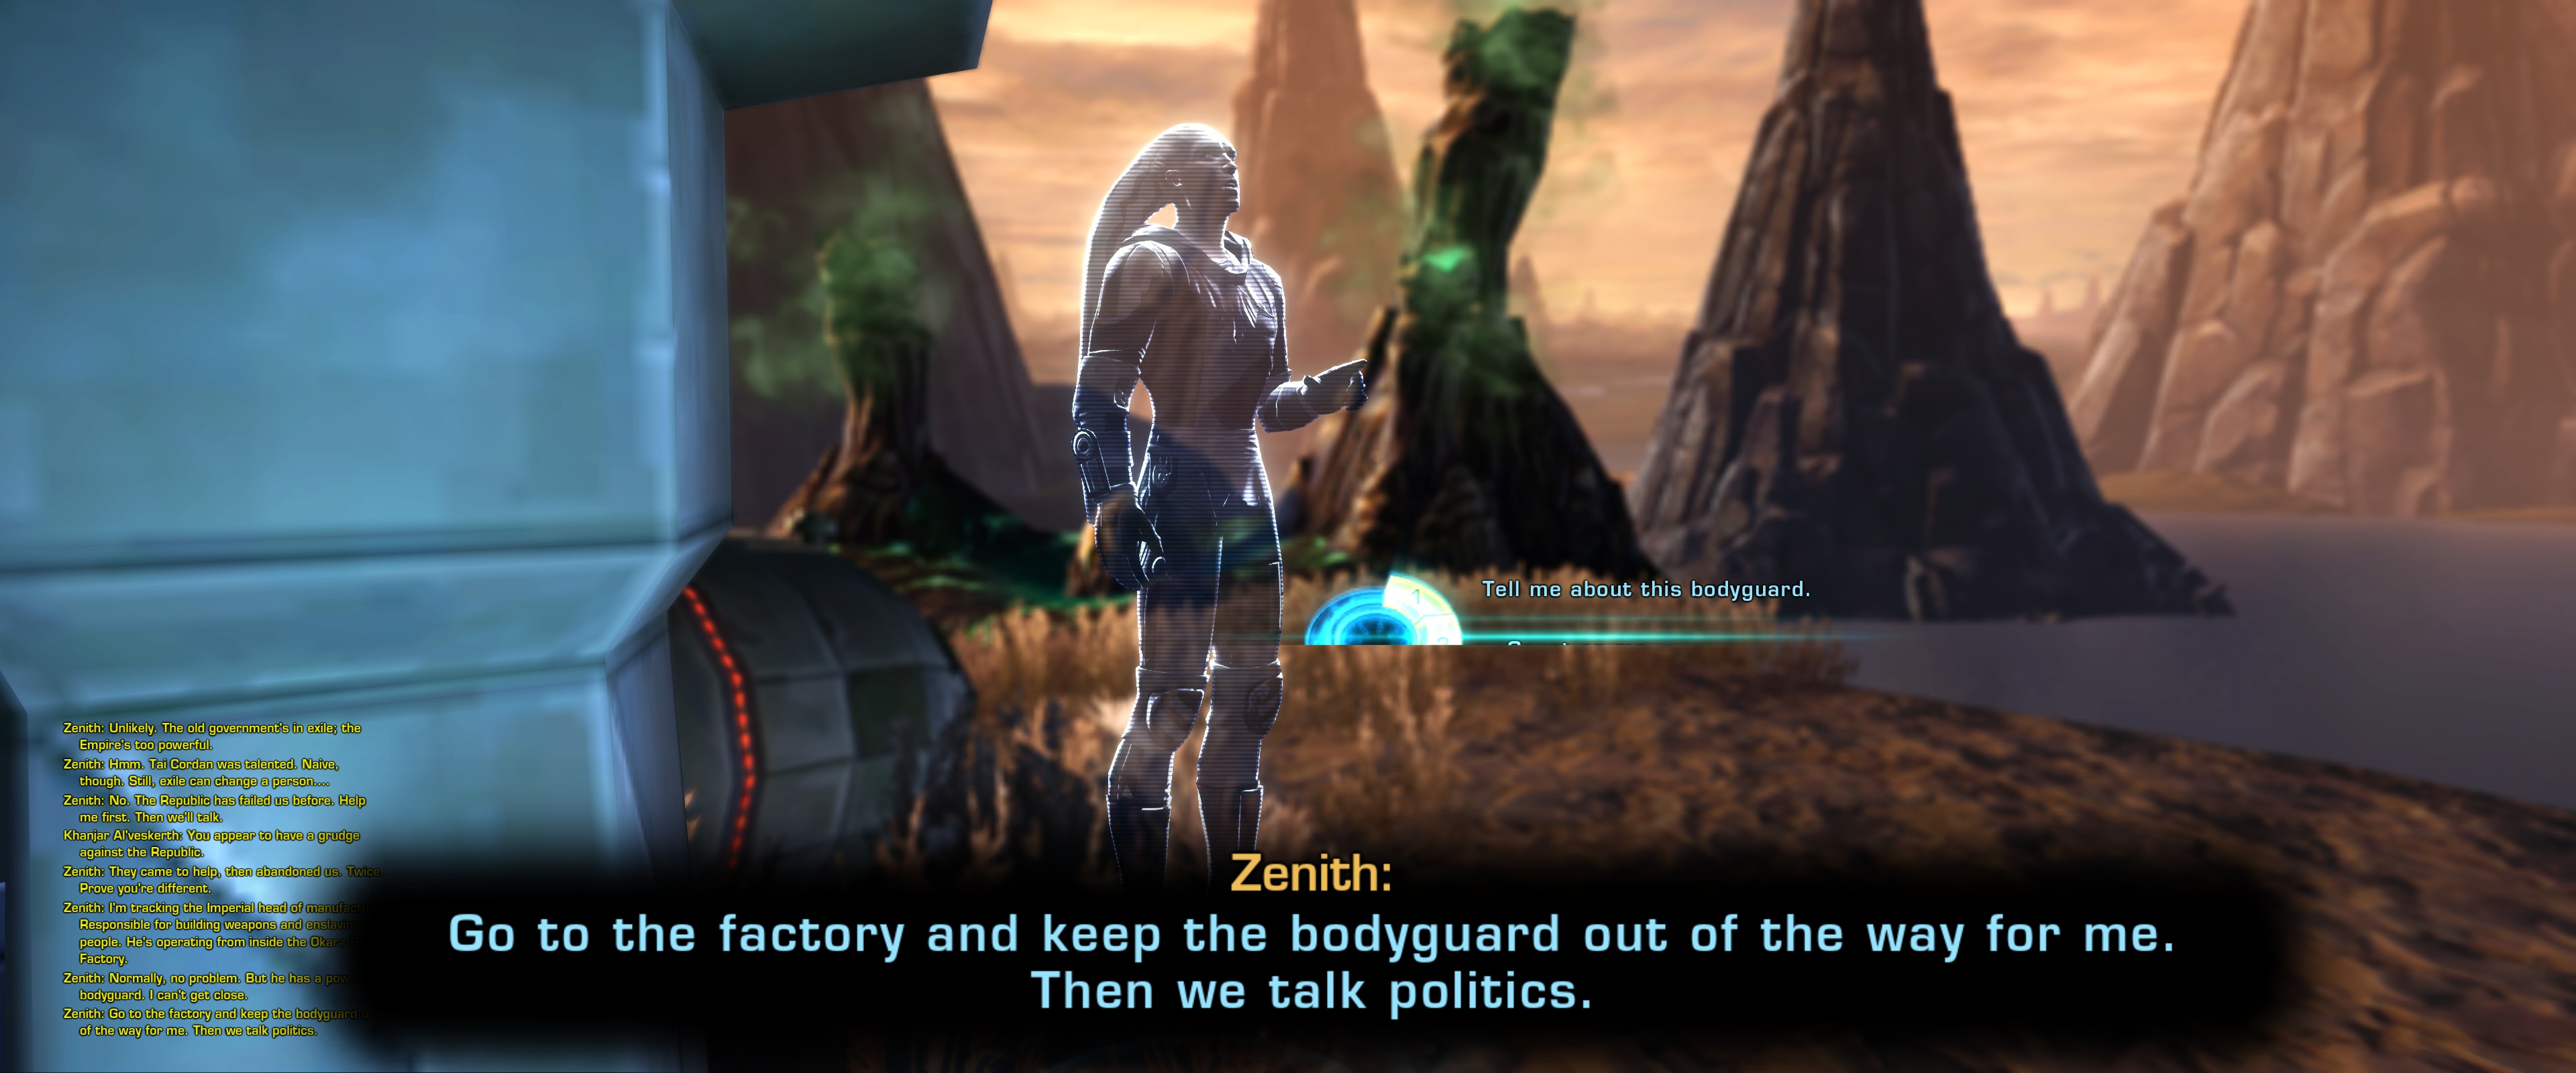 Tell me about this bodyguard.
Zenith: Unlikely. The old government's in exile; the
Empire's too powerful.
Zenith: Hmm. Tai Cordan was talented. Naive,
though. Still, exile can change a person....
Zenith: No. The Republic has failed us before. Help
me first. Then we'll talk.
Khanjar Al'veskerth: You appear to have a grudge
against the Republic.
Zenith: They came to help, then abandoned us. Twice.
Prove you're different.
Zenith: I'm tracking the Imperial head of
Responsible for building weapons and
people. He's operating from inside the
Factory.
Zenith: Normally, no problem. But he has a
bodyguard. I can't get close.
Zenith: Go to the factory and keep the bodyguard
of the way for me. Then we talk politics.
Zenith:
Go to the factory and keep the bodyguard out of the way for me.
Then we talk politics.